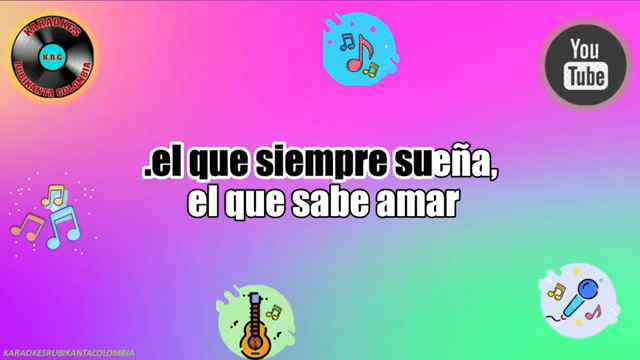 KARAOKES
K.R.C
RUBIKANTA COLOMBIA
You
Tube
.el que siempre sueña,
el que sabe amar
KARAOKESRUBIKANTACOLOMBIA